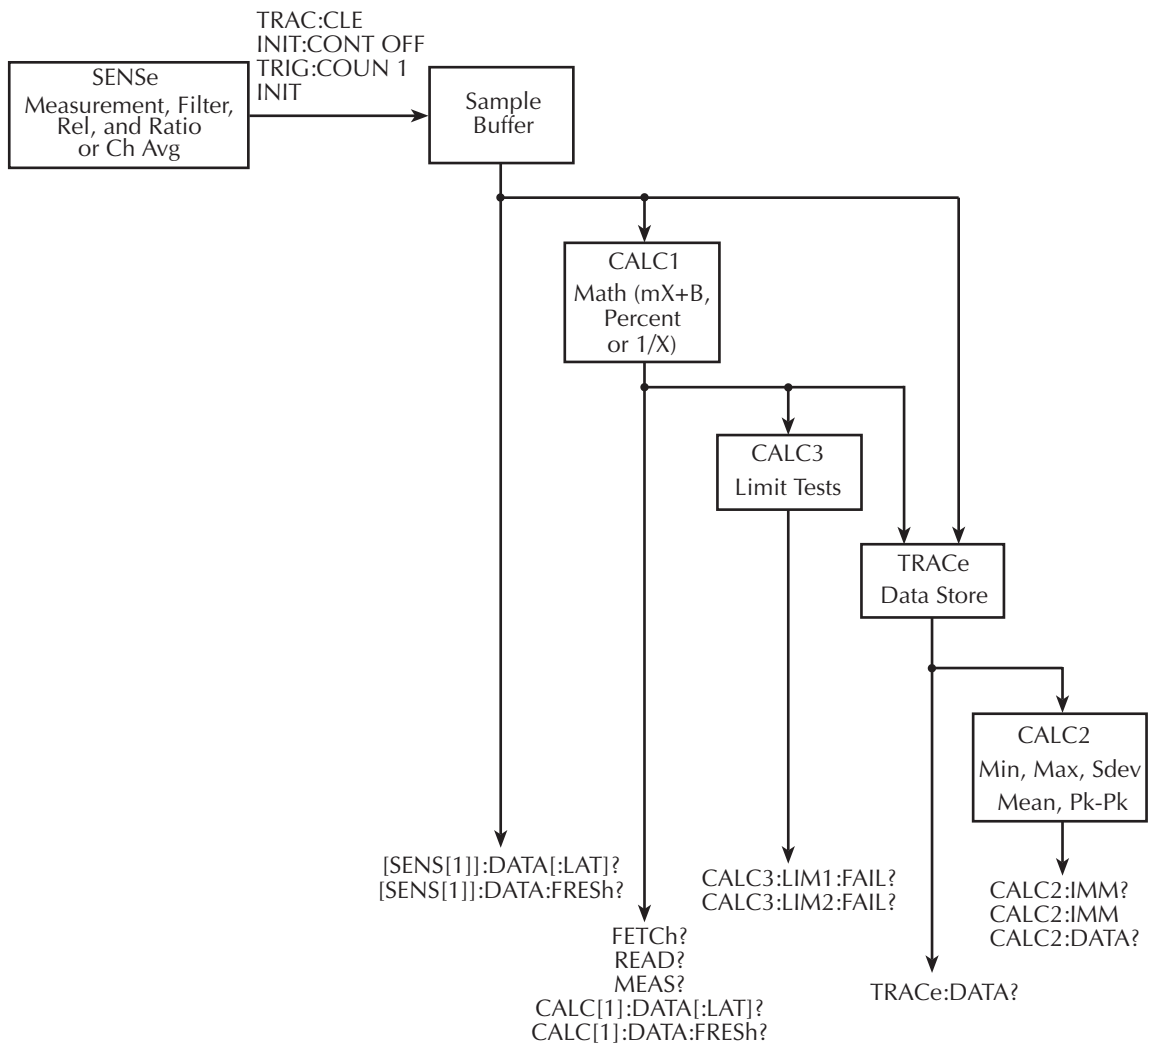 TRAC:CLE
INIT:CONT OFF
TRIG:COUN 1
INIT
SENSe
Measurement, Filter,
Rel, and Ratio
or Ch Avg
Sample
Buffer
CALC1
Math (mX+B,
Percent
or 1/X)
CALC3
Limit Tests
TRACe
Data Store
CALC2
Min, Max, Sdev
Mean, Pk-Pk
[SENS[1]]:DATA[:LAT]?
[SENS[1]]:DATA:FRESh?
CALC3:LIM1:FAIL?
CALC3:LIM2:FAIL?
CALC2:IMM?
CALC2:IMM
CALC2:DATA?
FETCh?
READ?
MEAS?
CALC[1]:DATA[:LAT]?
CALC[1]:DATA:FRESh?
TRACe:DATA?